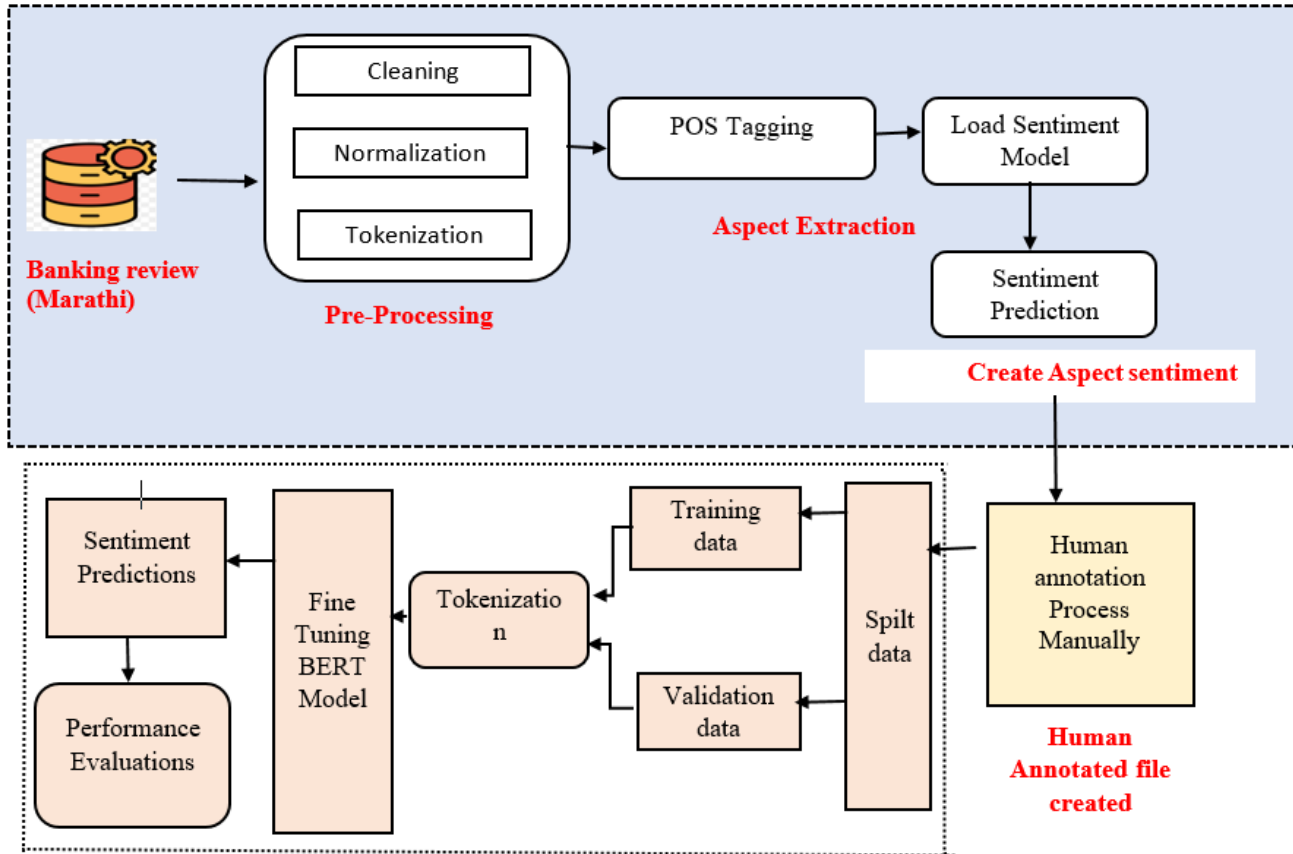 Cleaning
Normalization
Tokenization
Banking review
(Marathi)
Pre-Processing
POS Tagging
Aspect Extraction
Load Sentiment
Model
Sentiment
Prediction
Create Aspect sentiment
Human
annotation
Process
Manually
Human
Annotated file
created
Spilt
data
Training
data
Validation
data
Tokenizatio
n
Fine
Tuning
BERT
Model
Sentiment
Predictions
Performance
Evaluations